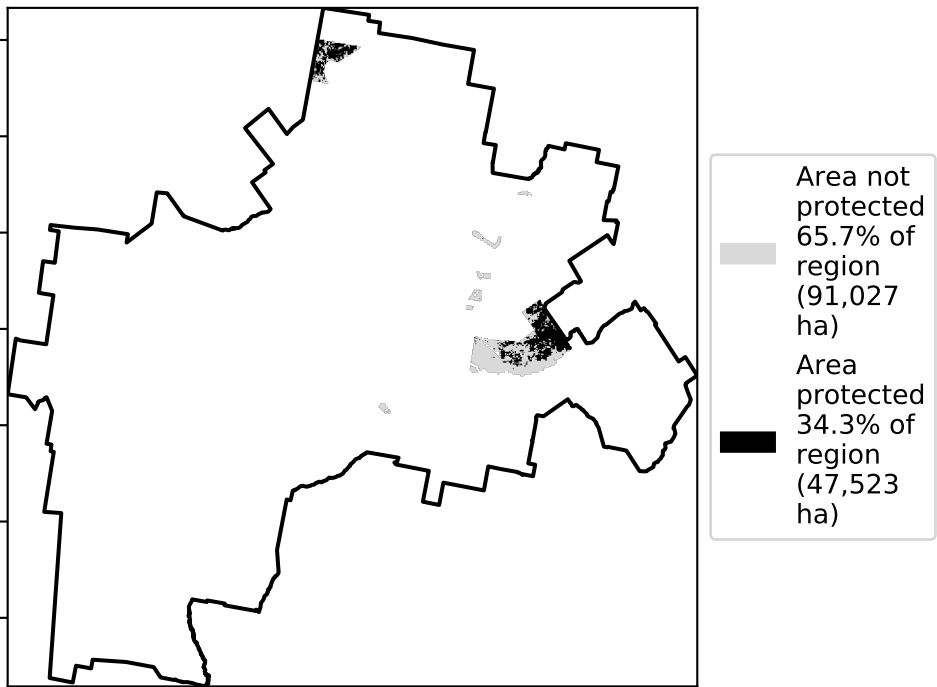 Area not
protected
65.7% of
region
(91,027
ha)
Area
protected
34.3% of
region
(47,523
ha)